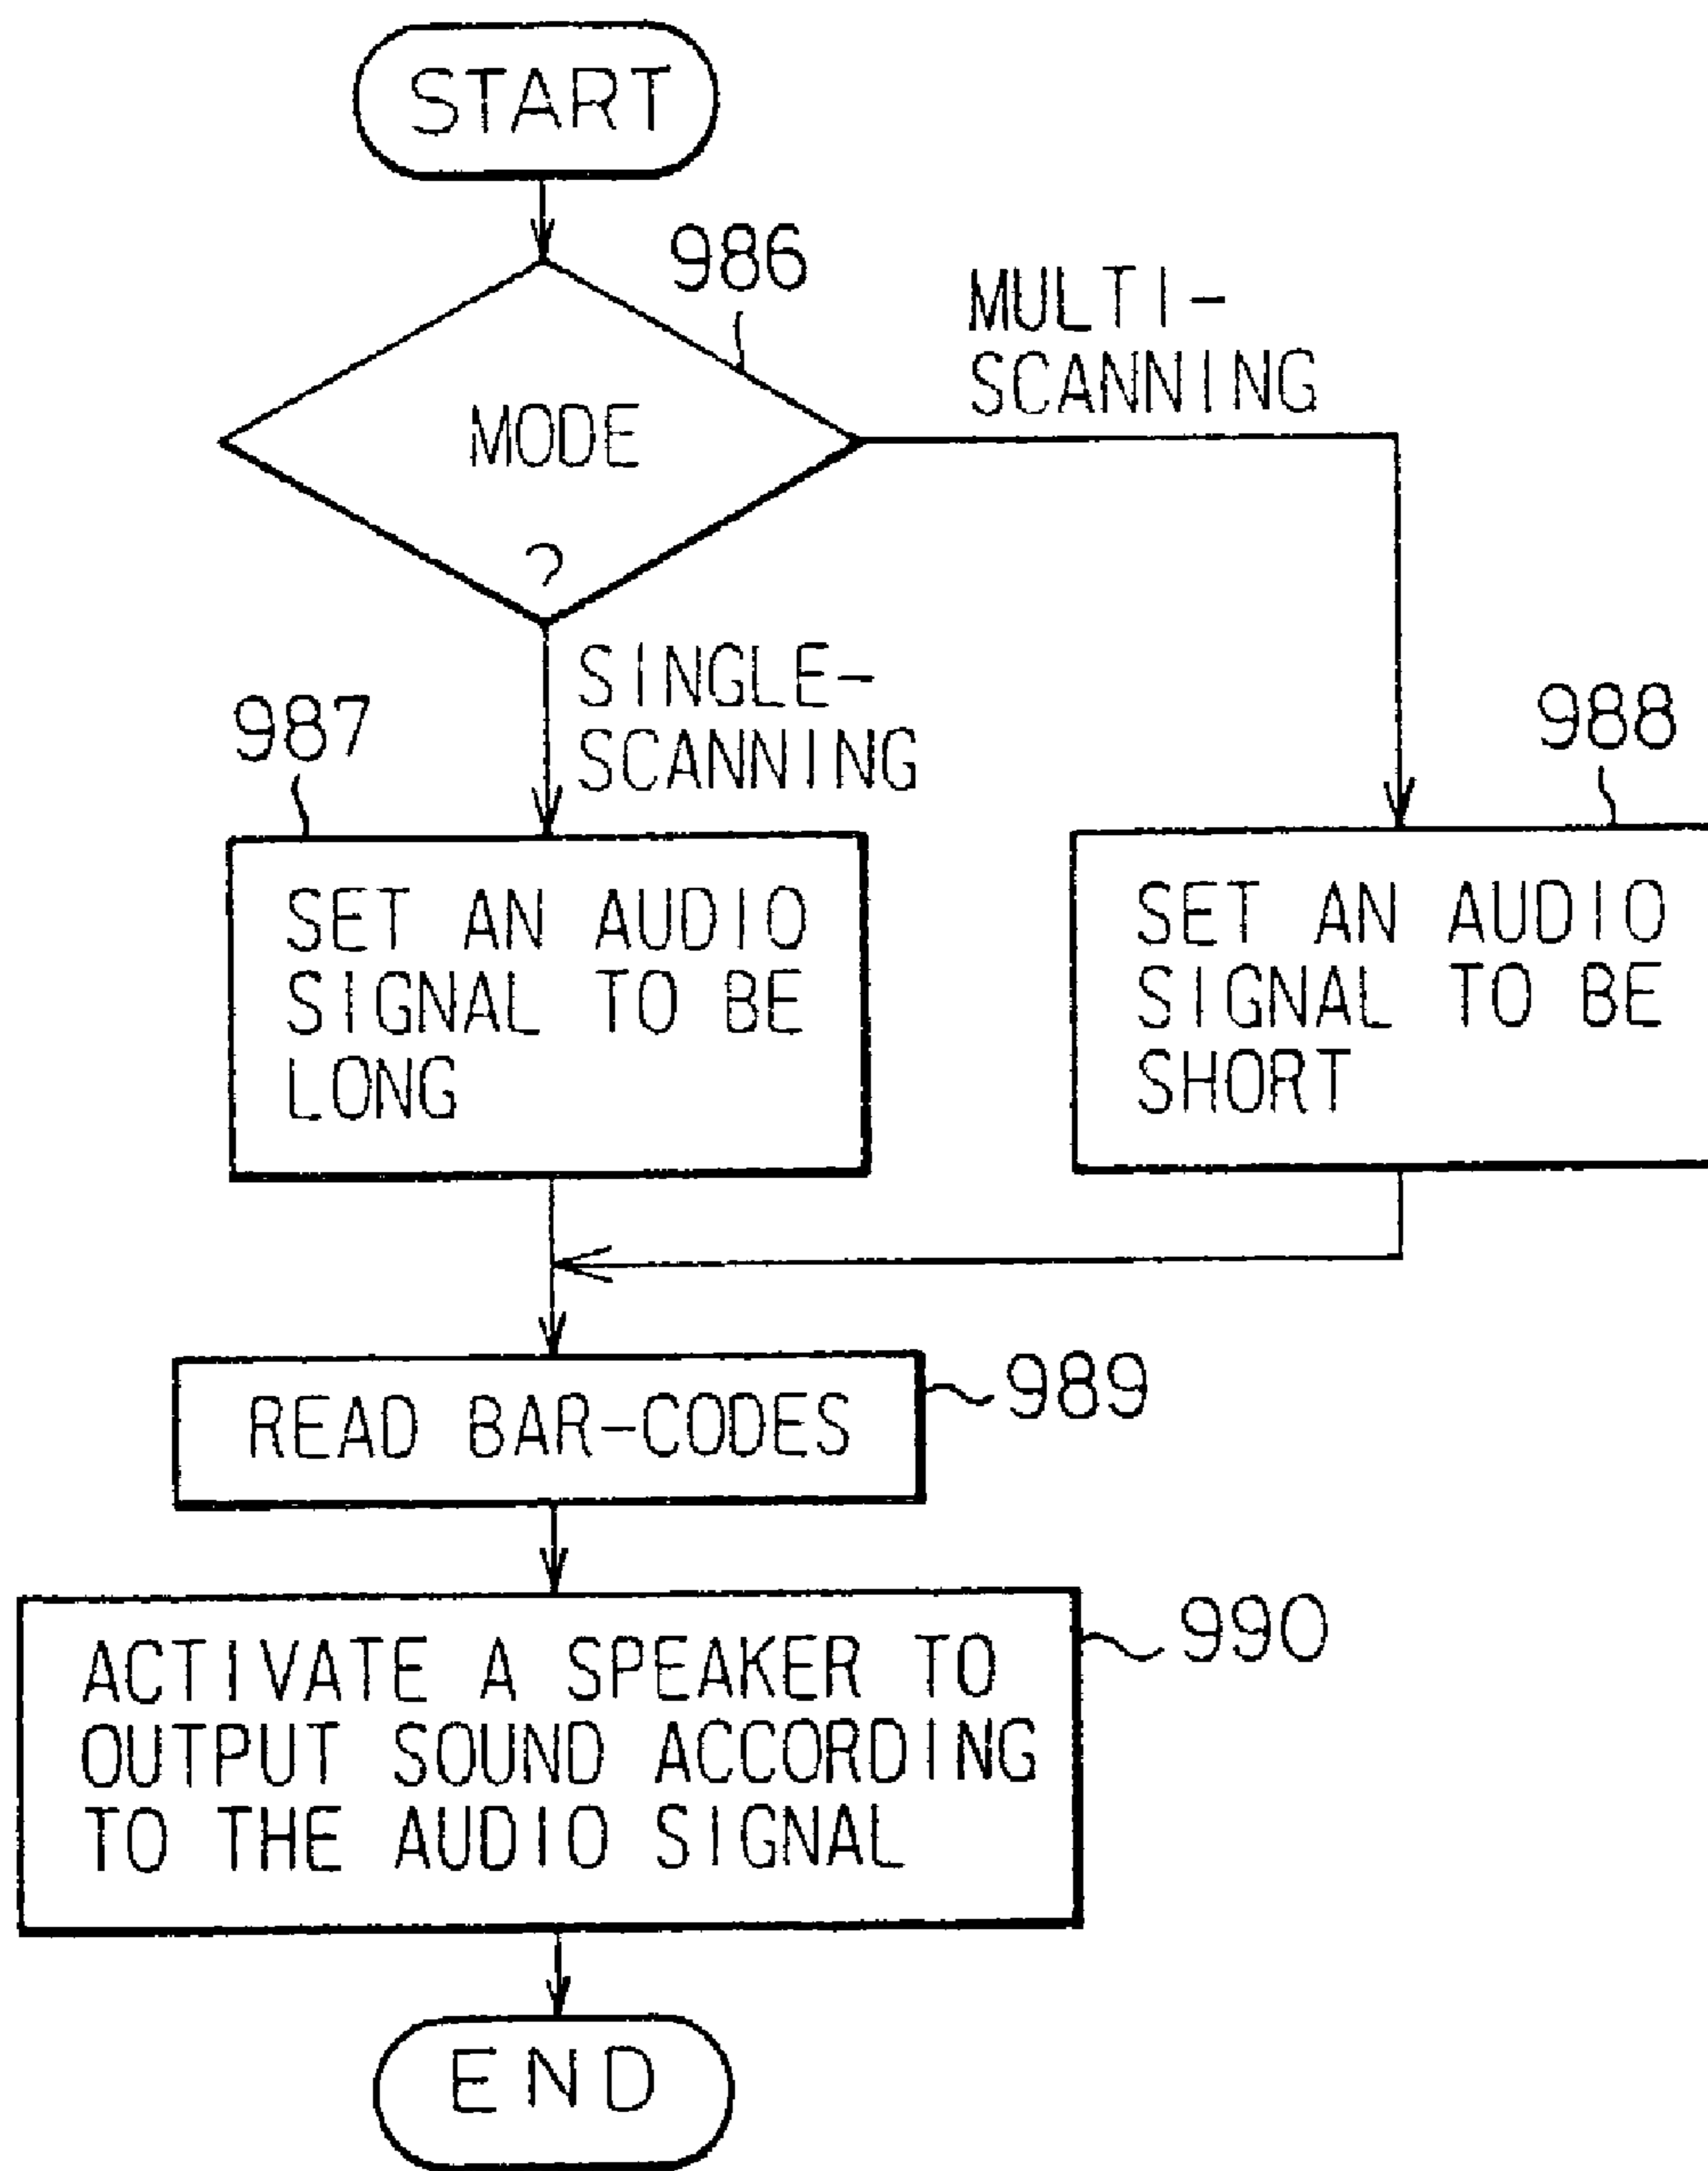 START
986
MULTI-
SCANNING
MODE
?
SINGLE-
SCANNING
987
988
SET AN AUDIO
SIGNAL TO BE
LONG
SET AN AUDIO
SIGNAL TO BE
SHORT
READ BAR-CODES
989
ACTIVATE A SPEAKER TO
OUTPUT SOUND ACCORDING
TO THE AUDIO SIGNAL
990
END